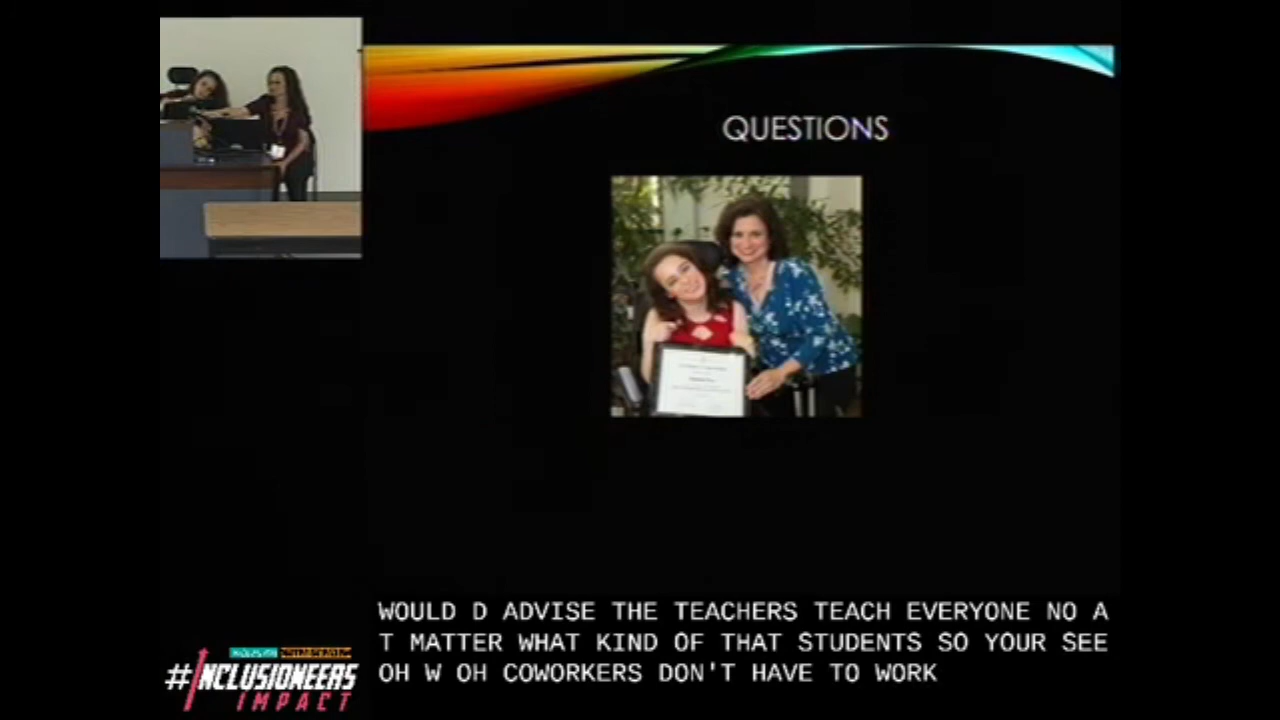 QUESTIONS
WOULD D ADVISE THE TEACHERS TEACH EVERYONE NO A
T MATTER WHAT KIND OF THAT STUDENTS SO YOUR SEE
OH W OH COWORKERS DON'T HAVE TO WORK
#INCLUSIONEERS
IMPACT